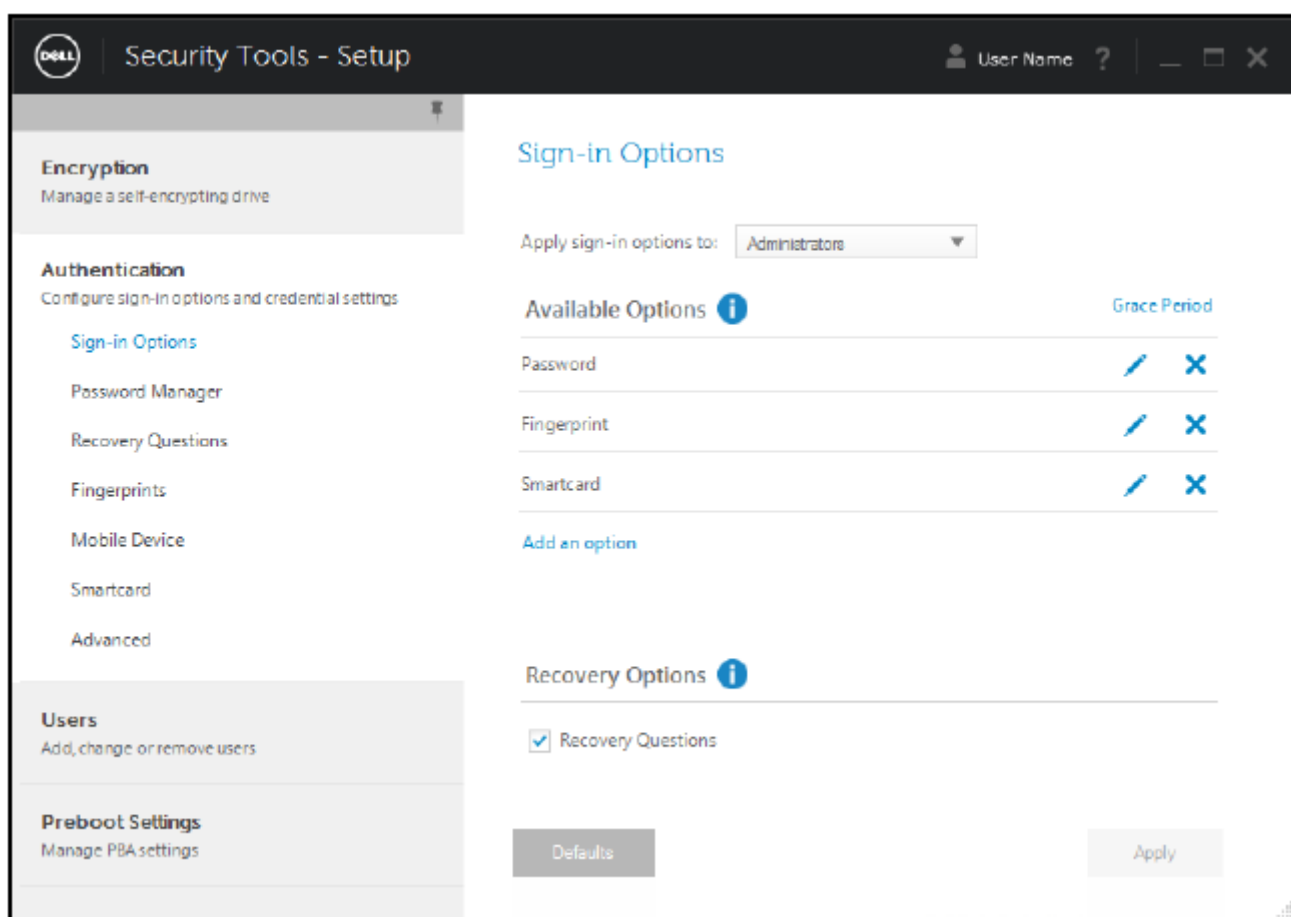 DELL
Security Tools - Setup
User Name ?
Encryption
Manage a self-encrypting drive
Authentication
Configure sign-in options and credential settings
Sign-in Options
Password Manager
Recovery Questions
Fingerprints
Mobile Device
Smartcard
Advanced
Users
Add, change or remove users
Preboot Settings
Manage PBA settings
Sign-in Options
Apply sign-in options to: Administrators
Available Options i
Grace Period
Password
Fingerprint
Smartcard
Add an option
Recovery Options i
Recovery Questions
Defaults
Apply